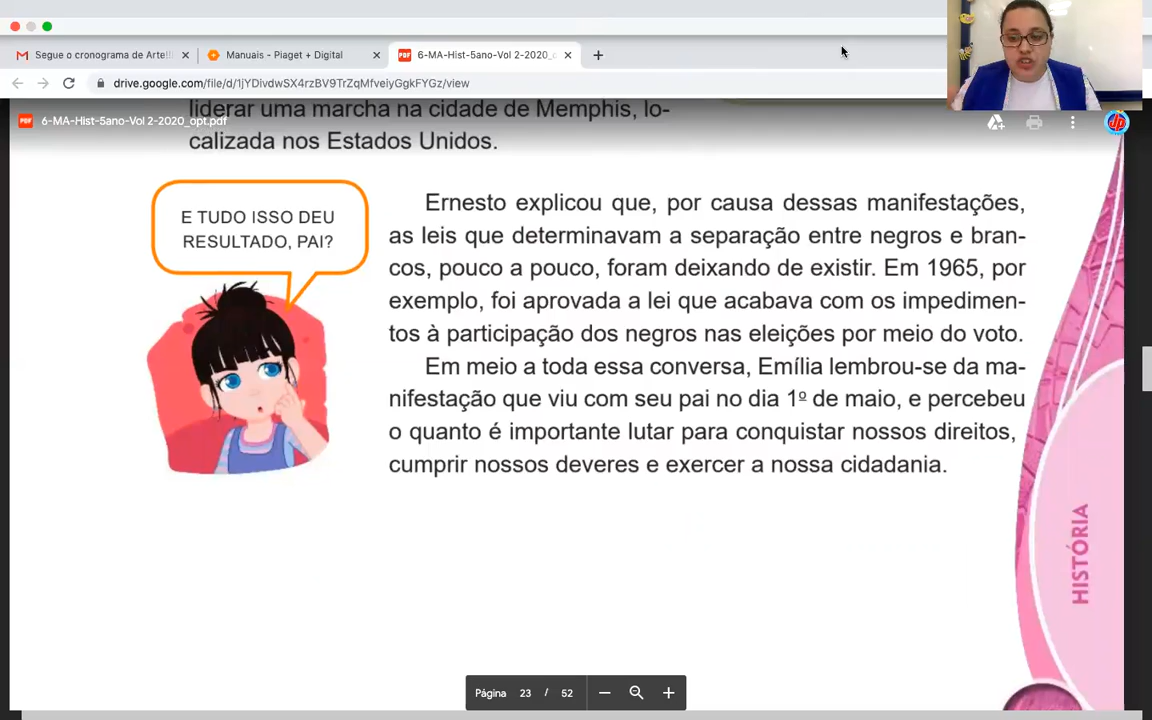 Segue o cronograma de Arte
Manuais - Piaget + Digital
PDF
6-MA-Hist-5ano-Vol 2-2020_o
drive.google.com/file/d/1jYDivdwSX4rzBV9TrZqMfveiyGgkFYGz/view
liderar uma marcha na cidade de Memphis, lo-
PDF
6-MA-Hist-5ano-Vol 2-2020_opt.pdf
calizada nos Estados Unidos.
E TUDO ISSO DEU
RESULTADO, PAI?
Ernesto explicou que, por causa dessas manifestações,
as leis que determinavam a separação entre negros e bran-
cos, pouco a pouco, foram deixando de existir. Em 1965, por
exemplo, foi aprovada a lei que acabava com os impedimen-
tos à participação dos negros nas eleições por meio do voto.
Em meio a toda essa conversa, Emília lembrou-se da ma-
nifestação que viu com seu pai no dia 1º de maio, e percebeu
o quanto é importante lutar para conquistar nossos direitos,
cumprir nossos deveres e exercer a nossa cidadania.
HISTÓRIA
Página 23 / 52